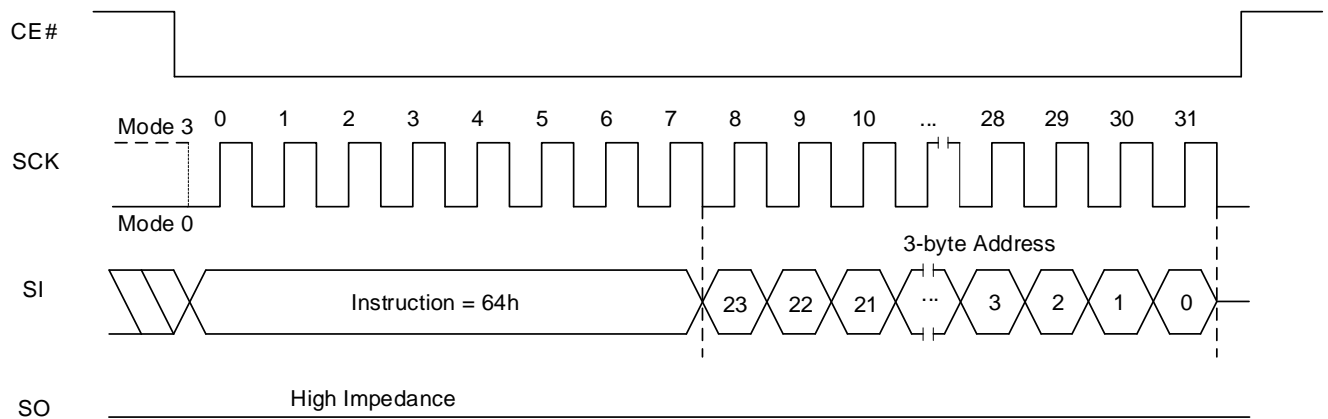 CE#
Mode 3 0 1 2 3 4 5 6 7 8 9 10 ... 28 29 30 31
SCK
Mode 0
3-byte Address
SI Instruction = 64h 23 22 21 ... 3 2 1 0
High Impedance
SO